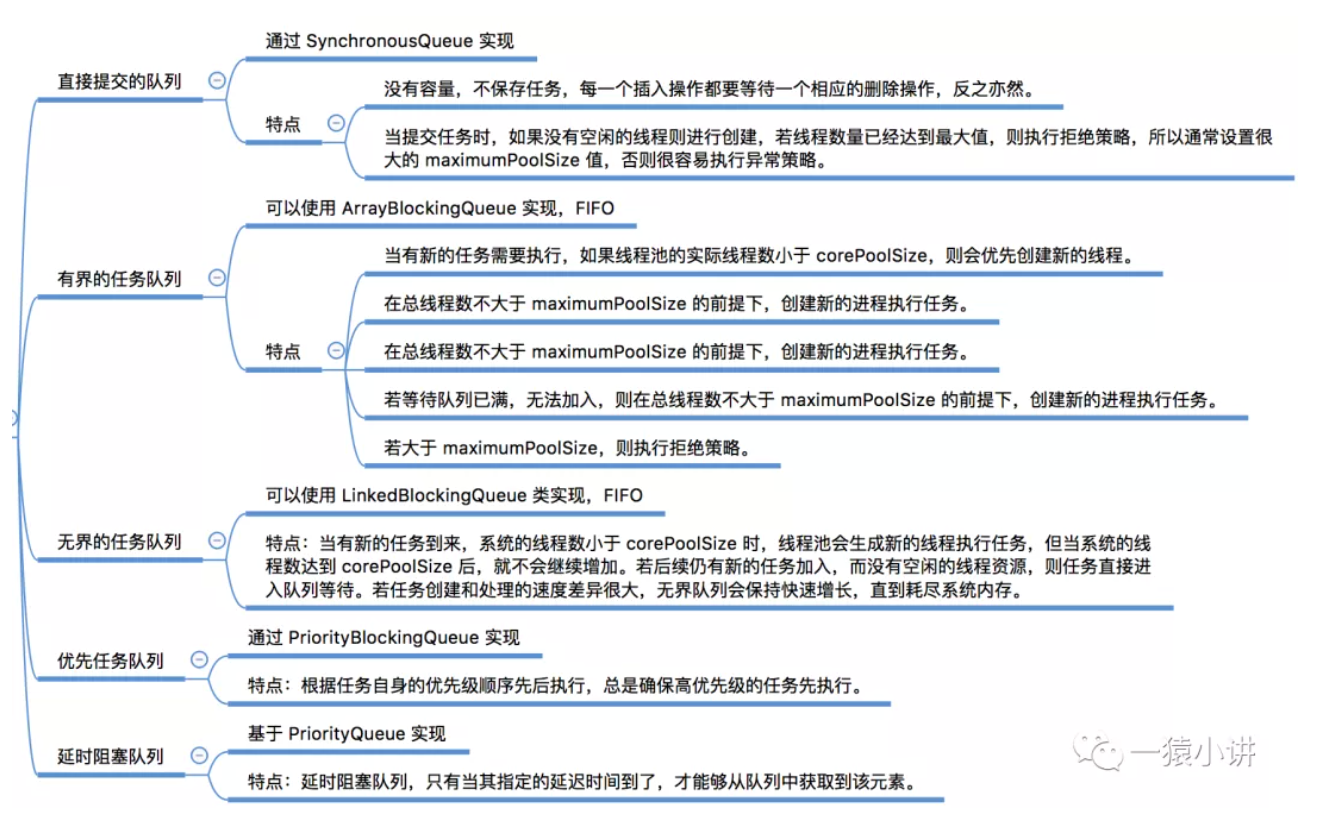 通过 SynchronousQueue 实现
直接提交的队列
没有容量，不保存任务，每一个插入操作都要等待一个相应的删除操作，反之亦然。
特点
当提交任务时，如果没有空闲的线程则进行创建，若线程数量已经达到最大值，则执行拒绝策略，所以通常设置很
大的 maximumPoolSize 值，否则很容易执行异常策略。
可以使用 ArrayBlockingQueue 实现，FIFO
有界的任务队列
当有新的任务需要执行，如果线程池的实际线程数小于 corePoolSize，则会优先创建新的线程。
在总线程数不大于 maximumPoolSize 的前提下，创建新的进程执行任务。
特点
在总线程数不大于 maximumPoolSize 的前提下，创建新的进程执行任务。
若等待队列已满，无法加入，则在总线程数不大于 maximumPoolSize 的前提下，创建新的进程执行任务。
若大于 maximumPoolSize，则执行拒绝策略。
可以使用 LinkedBlockingQueue 类实现，FIFO
无界的任务队列
特点：当有新的任务到来，系统的线程数小于 corePoolSize 时，线程池会生成新的线程执行任务，但当系统的线
程数达到 corePoolSize 后，就不会继续增加。若后续仍有新的任务加入，而没有空闲的线程资源，则任务直接进
入队列等待。若任务创建和处理的速度差异很大，无界队列会保持快速增长，直到耗尽系统内存。
通过 PriorityBlockingQueue 实现
优先任务队列
特点：根据任务自身的优先级顺序先后执行，总是确保高优先级的任务先执行。
基于 PriorityQueue 实现
延时阻塞队列
特点：延时阻塞队列，只有当其指定的延迟时间到了，才能够从队列中获取到该元素。
一猿小讲